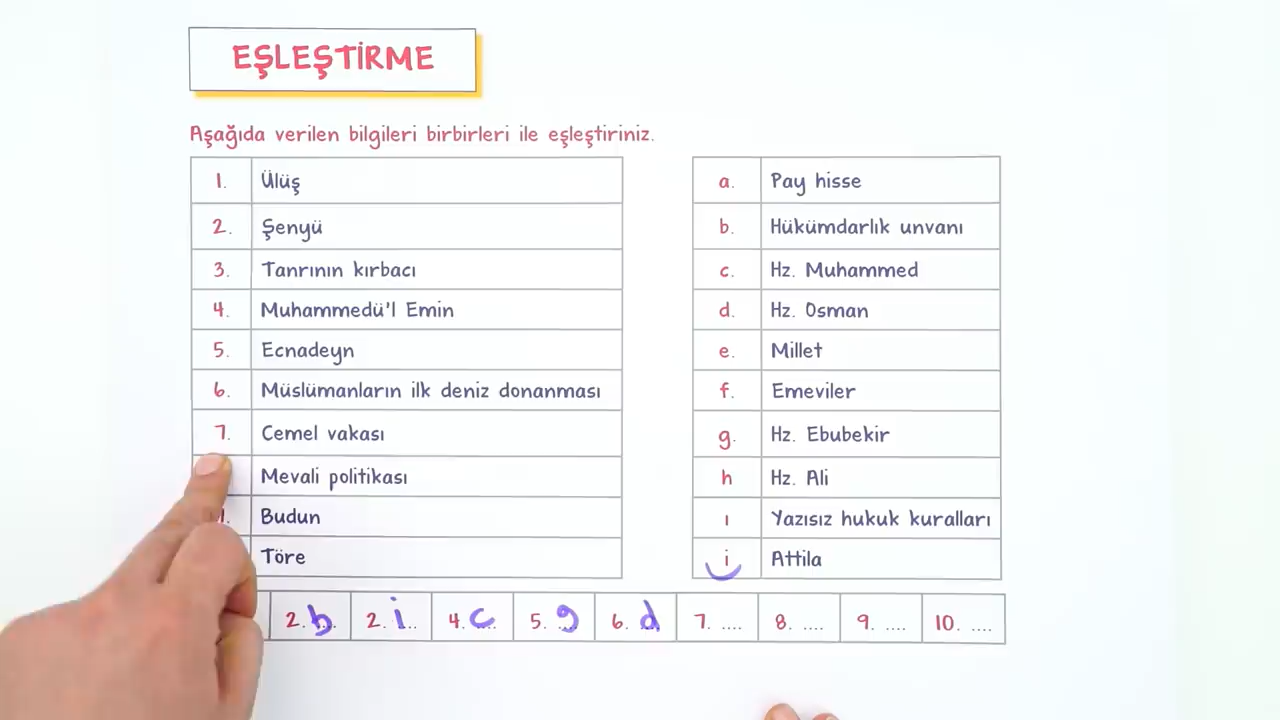 EŞLEŞTİRME
Aşağıda verilen bilgileri birbirleri ile eşleştiriniz.
1. Ülüş
2. Şenyü
3. Tanrının kırbacı
4. Muhammedü'l Emin
5. Ecnadeyn
6. Müslümanların ilk deniz donanması
7. Cemel vakası
Mevali politikası
Budun
Töre
a. Pay hisse
b. Hükümdarlık unvanı
c. Hz. Muhammed
d. Hz. Osman
e. Millet
f. Emeviler
g. Hz. Ebubekir
h Hz. Ali
ı Yazısız hukuk kuralları
i Attila
2. b 2. i 4. c 5. g 6. d 7. .... 8. .... 9. .... 10. ....